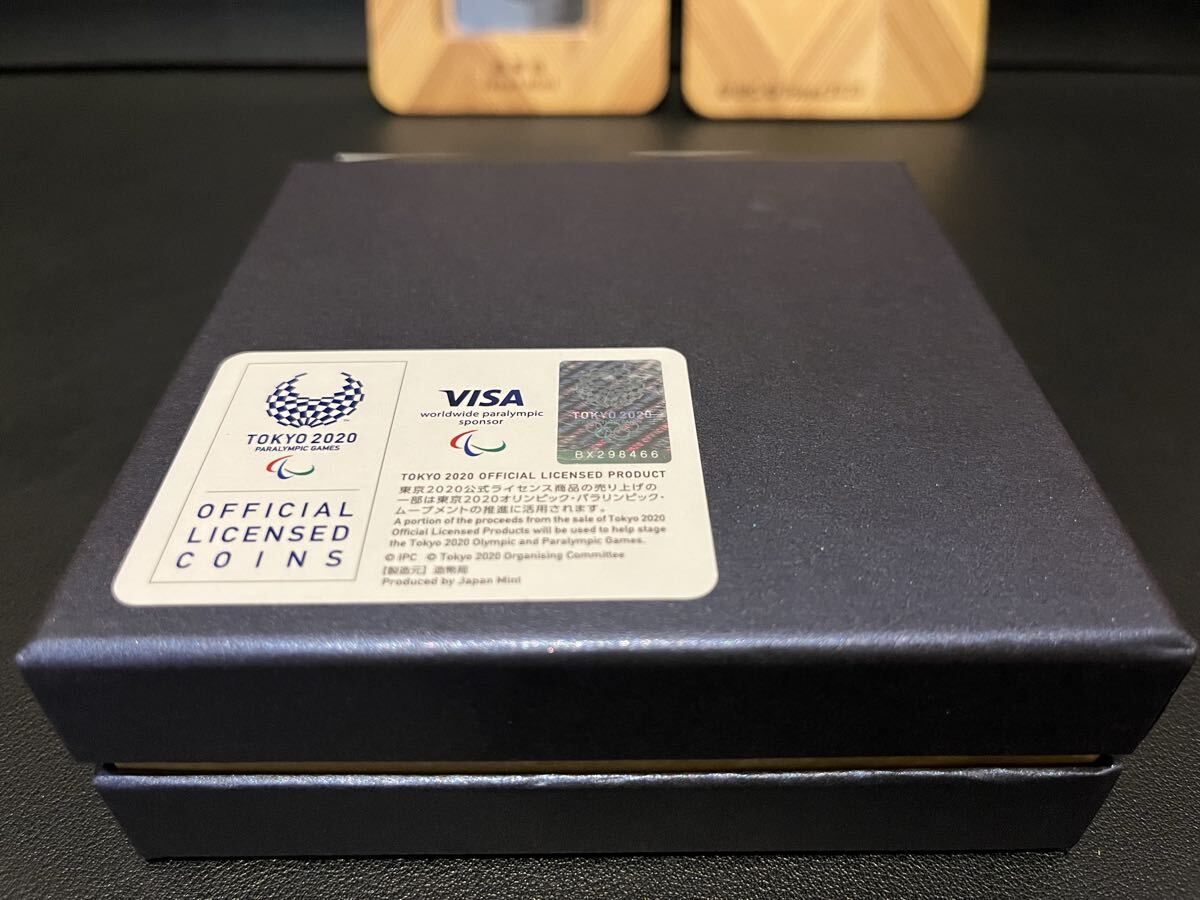 TOKYO 2020
PARALYMPIC GAMES
OFFICIAL
LICENSED
COINS
VISA
worldwide paralympic
sponsor
TOKYO 2020
BX298466
TOKYO 2020 OFFICIAL LICENSED PRODUCT
東京2020公式ライセンス商品の売り上げの
一部は東京2020オリンピック・パラリンピック・
ムーブメントの推進に活用されます。
A portion of the proceeds from the sale of Tokyo 2020
Official Licensed Products will be used to help stage
the Tokyo 2020 Olympic and Paralympic Games.
© IPC © Tokyo 2020 Organising Committee
[製造元] 造幣局
Produced by Japan Mint